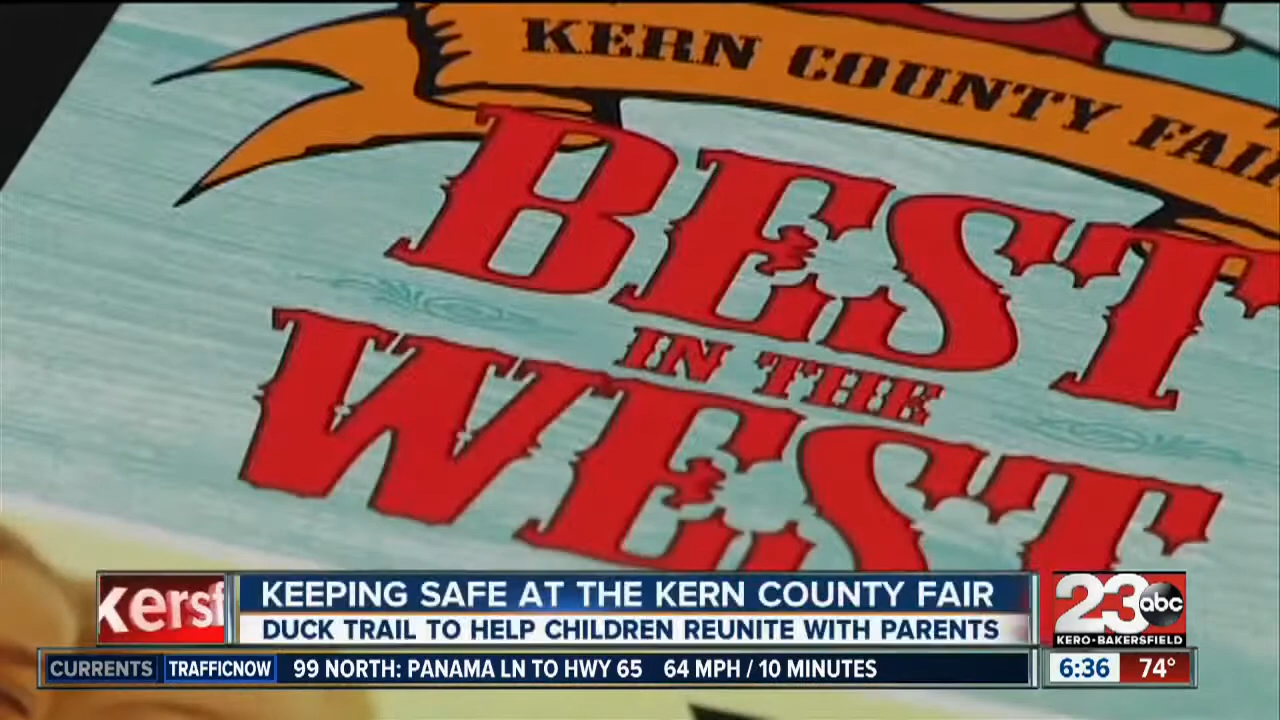 KERN COUNTY FAIR
BEST
IN THE
WEST
Kersf
KEEPING SAFE AT THE KERN COUNTY FAIR
DUCK TRAIL TO HELP CHILDREN REUNITE WITH PARENTS
23 abc
KERO-BAKERSFIELD
CURRENTS TRAFFICNOW 99 NORTH: PANAMA LN TO HWY 65 64 MPH / 10 MINUTES
6:36 74°